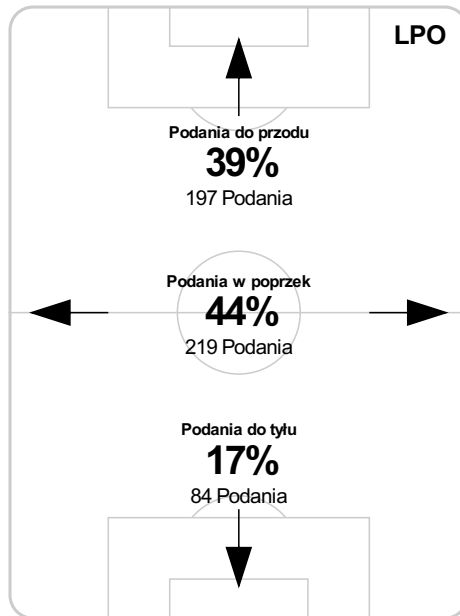 LPO
Podania do przodu
39%
197 Podania
Podania w poprzek
44%
219 Podania
Podania do tyłu
17%
84 Podania